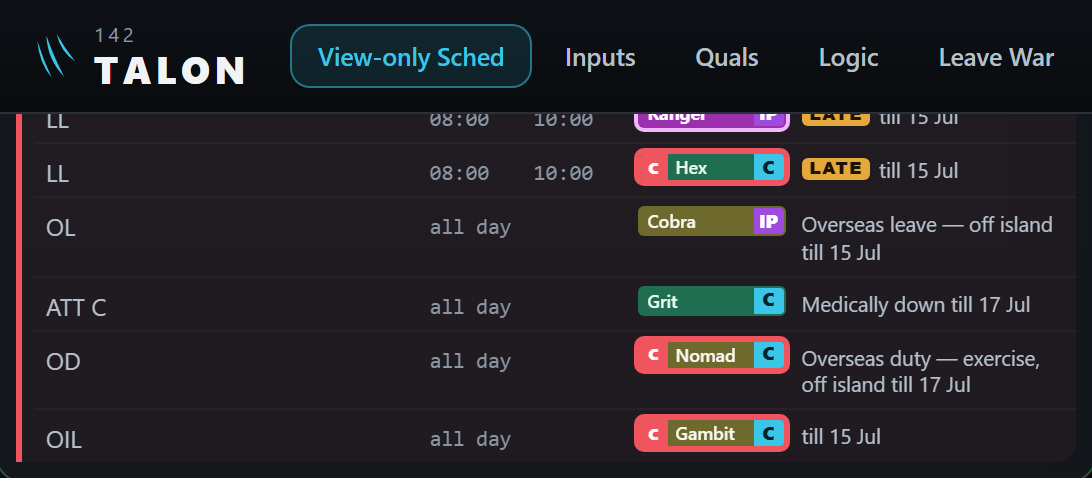 142
TALON
View-only Sched
Inputs
Quals
Logic
Leave War
LL 08:00 10:00 Ranger IP LATE till 15 Jul
LL 08:00 10:00 c Hex C LATE till 15 Jul
OL all day Cobra IP Overseas leave — off island
till 15 Jul
ATT C all day Grit C Medically down till 17 Jul
OD all day c Nomad C Overseas duty — exercise,
off island till 17 Jul
OIL all day c Gambit C till 15 Jul